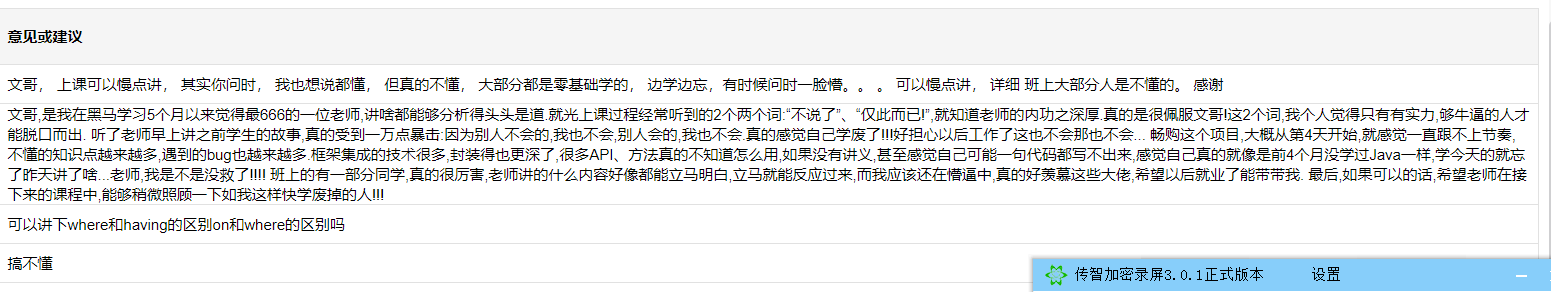 意见或建议
文哥， 上课可以慢点讲， 其实你问时， 我也想说都懂， 但真的不懂， 大部分都是零基础学的， 边学边忘，有时候问时一脸懵。。 。 可以慢点讲， 详细 班上大部分人是不懂的。 感谢
文哥,是我在黑马学习5个月以来觉得最666的一位老师,讲啥都能够分析得头头是道.就光上课过程经常听到的2个两个词:“不说了”、“仅此而已!”,就知道老师的内功之深厚.真的是很佩服文哥!这2个词,我个人觉得只有有实力,够牛逼的人才
能脱口而出. 听了老师早上讲之前学生的故事,真的受到一万点暴击:因为别人不会的,我也不会,别人会的,我也不会.真的感觉自己学废了!!!好担心以后工作了这也不会那也不会... 畅购这个项目,大概从第4天开始,就感觉一直跟不上节奏,
不懂的知识点越来越多,遇到的bug也越来越多.框架集成的技术很多,封装得也更深了,很多API、方法真的不知道怎么用,如果没有讲义,甚至感觉自己可能一句代码都写不出来,感觉自己真的就像是前4个月没学过Java一样,学今天的就忘
了昨天讲了啥...老师,我是不是没救了!!!! 班上的有一部分同学,真的很厉害,老师讲的什么内容好像都能立马明白,立马就能反应过来,而我应该还在懵逼中,真的好羡慕这些大佬,希望以后就业了能带带我. 最后,如果可以的话,希望老师在接
下来的课程中,能够稍微照顾一下如我这样快学废掉的人!!!
可以讲下where和having的区别on和where的区别吗
搞不懂
传智加密录屏3.0.1正式版本 设置